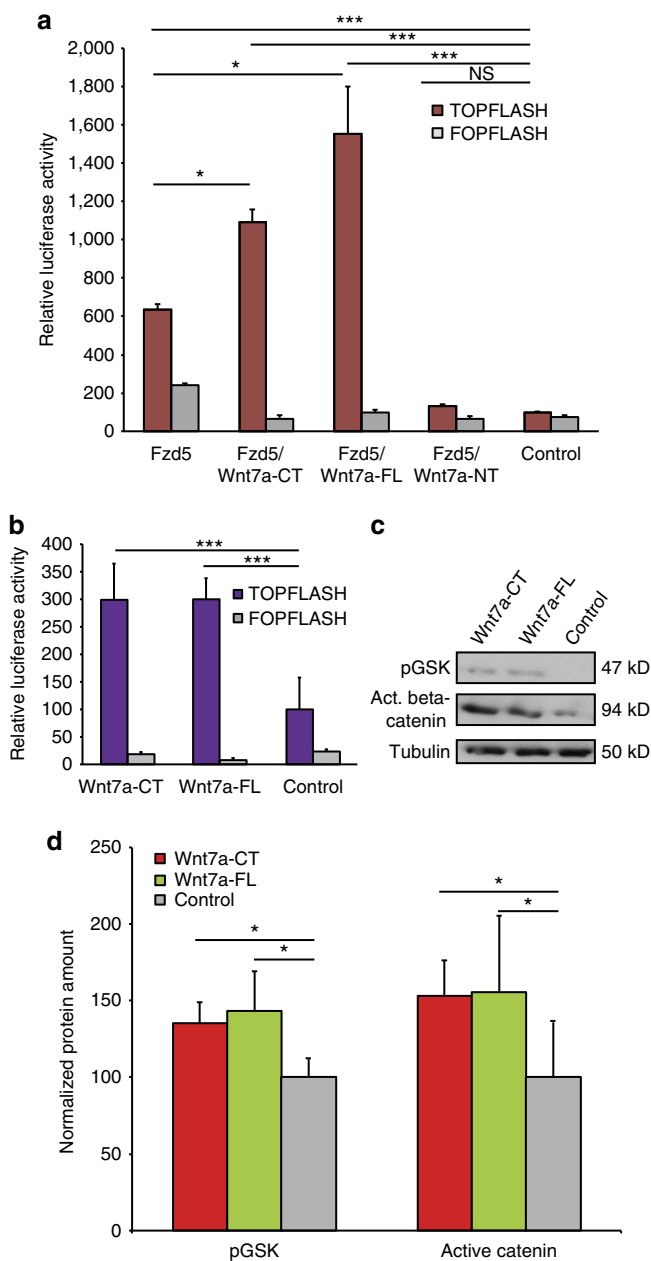 a
***
***
***
NS
*
*
2,000
1,800
1,600
1,400
1,200
1,000
800
600
400
200
0
Relative luciferase activity
TOPFLASH
FOPFLASH
Fzd5
Fzd5/
Wnt7a-CT
Fzd5/
Wnt7a-FL
Fzd5/
Wnt7a-NT
Control
b
***
***
400
350
300
250
200
150
100
50
0
Relative luciferase activity
TOPFLASH
FOPFLASH
Wnt7a-CT
Wnt7a-FL
Control
c
Wnt7a-CT
Wnt7a-FL
Control
pGSK
47 kD
Act. beta-
catenin
94 kD
Tubulin
50 kD
d
250
200
150
100
50
0
Normalized protein amount
Wnt7a-CT
Wnt7a-FL
Control
*
*
*
*
pGSK
Active catenin